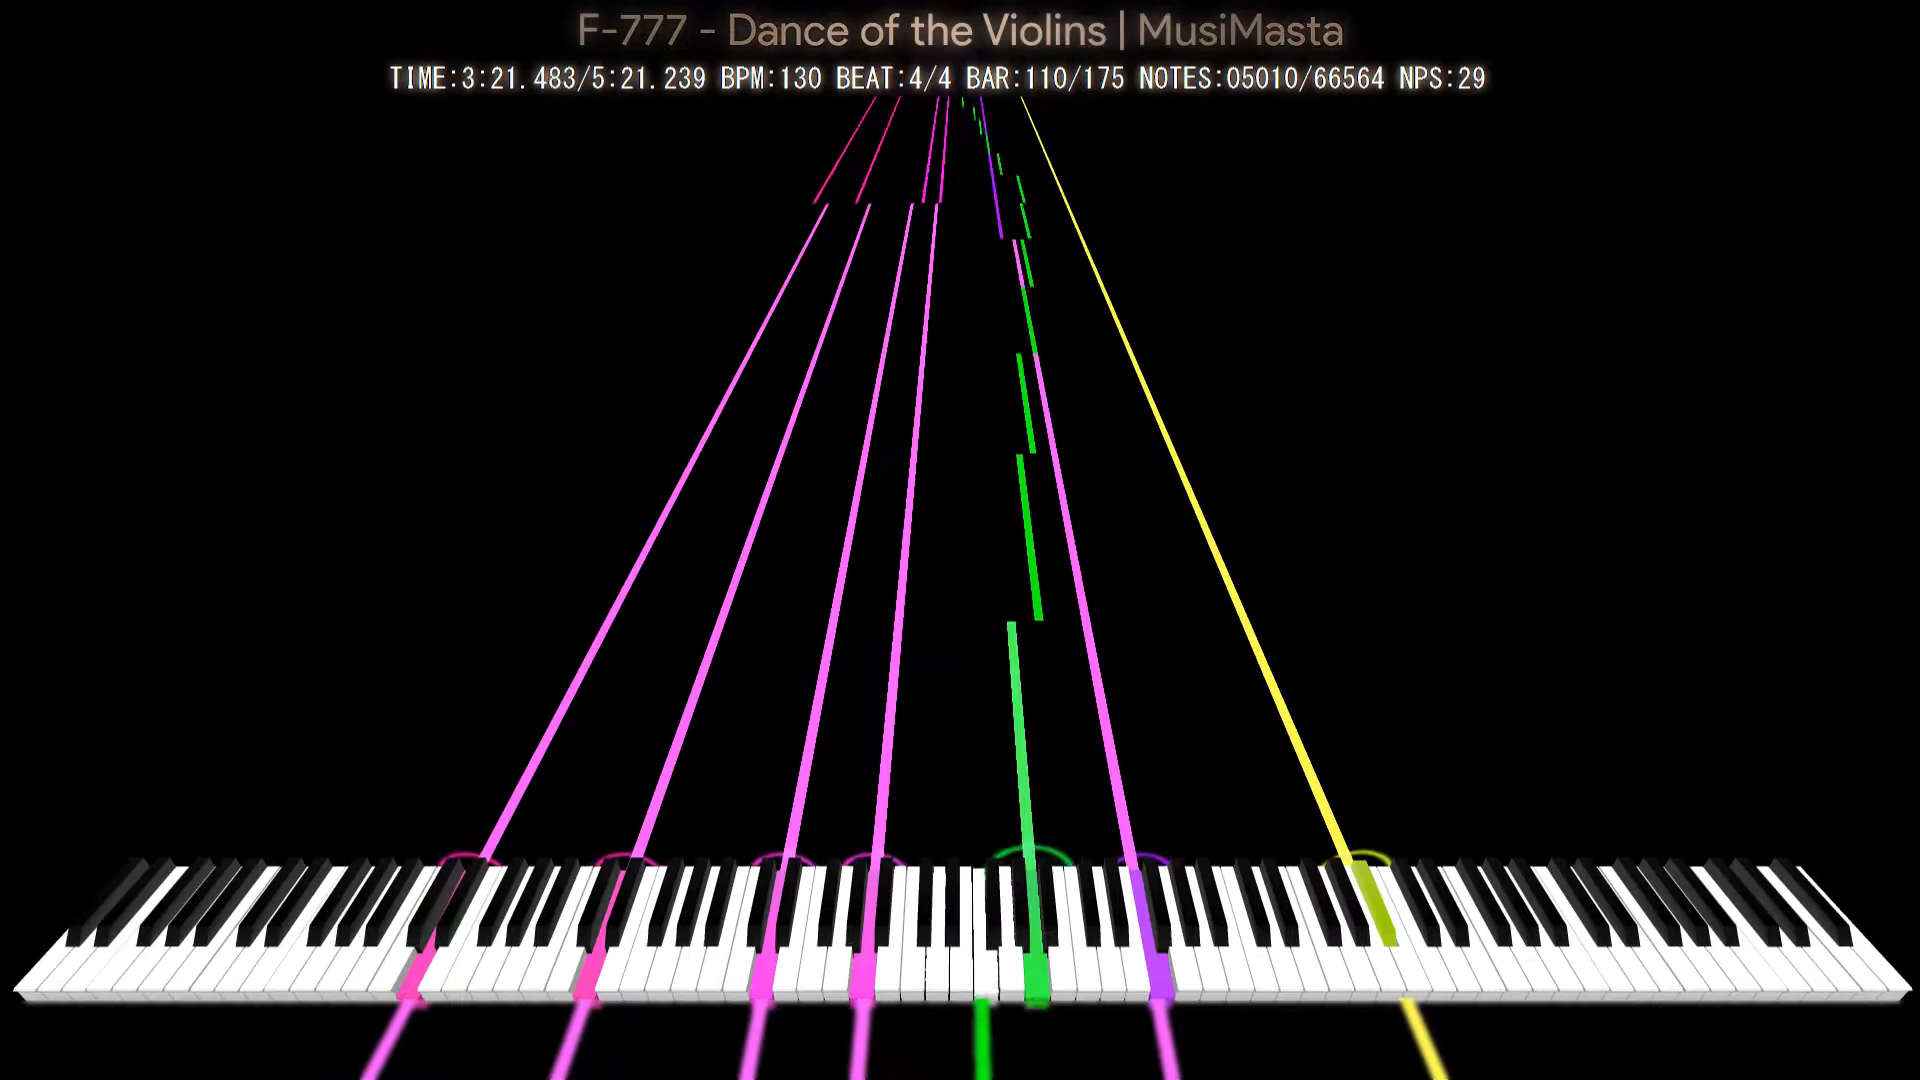 F-777 - Dance of the Violins | MusiMasta
TIME:3:21.483/5:21.239 BPM:130 BEAT:4/4 BAR:110/175 NOTES:05010/66564 NPS:29